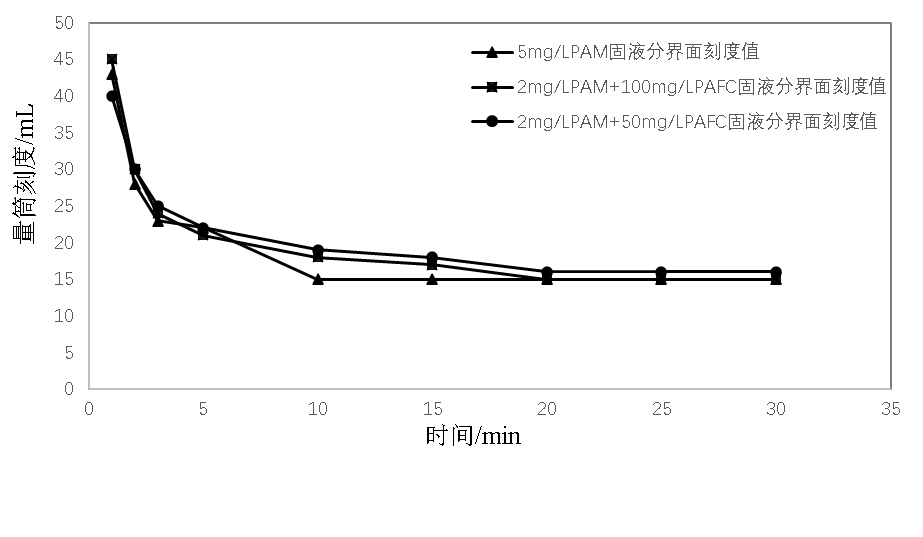 50
45
40
35
30
25
20
15
10
5
0
量筒刻度/mL
5mg/LPAM固液分界面刻度值
2mg/LPAM+100mg/LPAFC固液分界面刻度值
2mg/LPAM+50mg/LPAFC固液分界面刻度值
0 5 10 15 20 25 30 35
时间/min